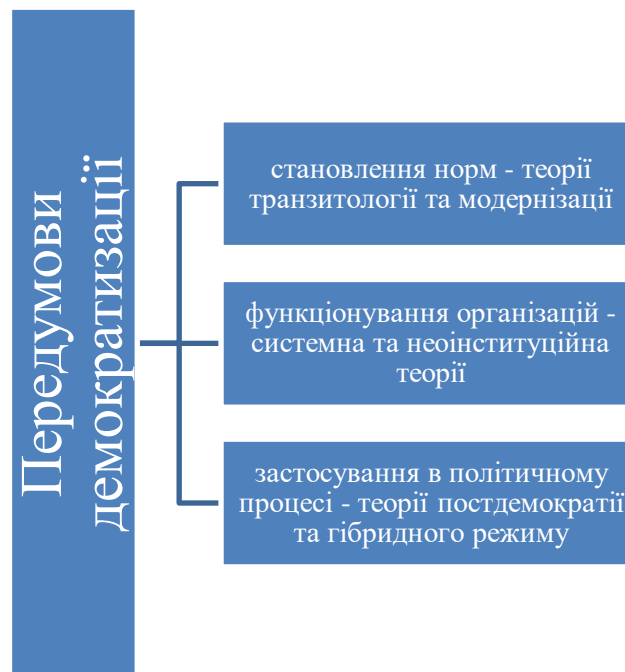 Передумови
демократизації
становлення норм - теорії
транзитології та модернізації
функціонування організацій -
системна та неоінституційна
теорії
застосування в політичному
процесі - теорії постдемократії
та гібридного режиму